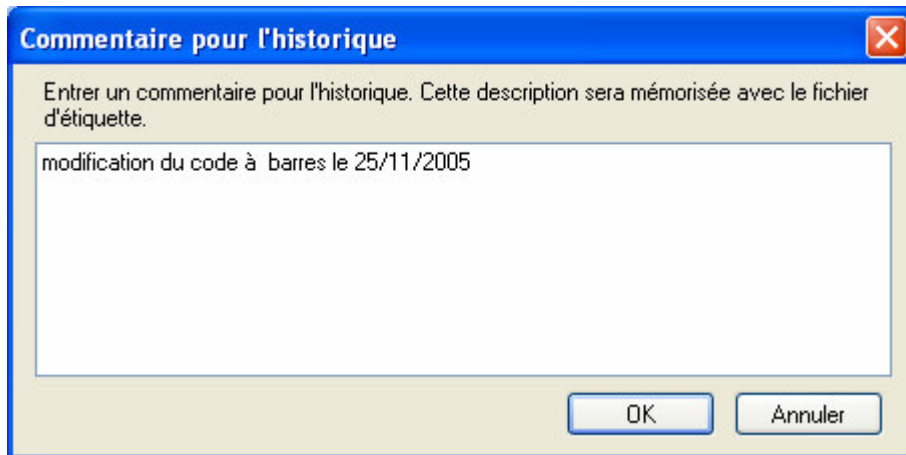 Commentaire pour l'historique
Entrer un commentaire pour l'historique. Cette description sera mémorisée avec le fichier
d'étiquette.
modification du code à  barres le 25/11/2005
OK
Annuler